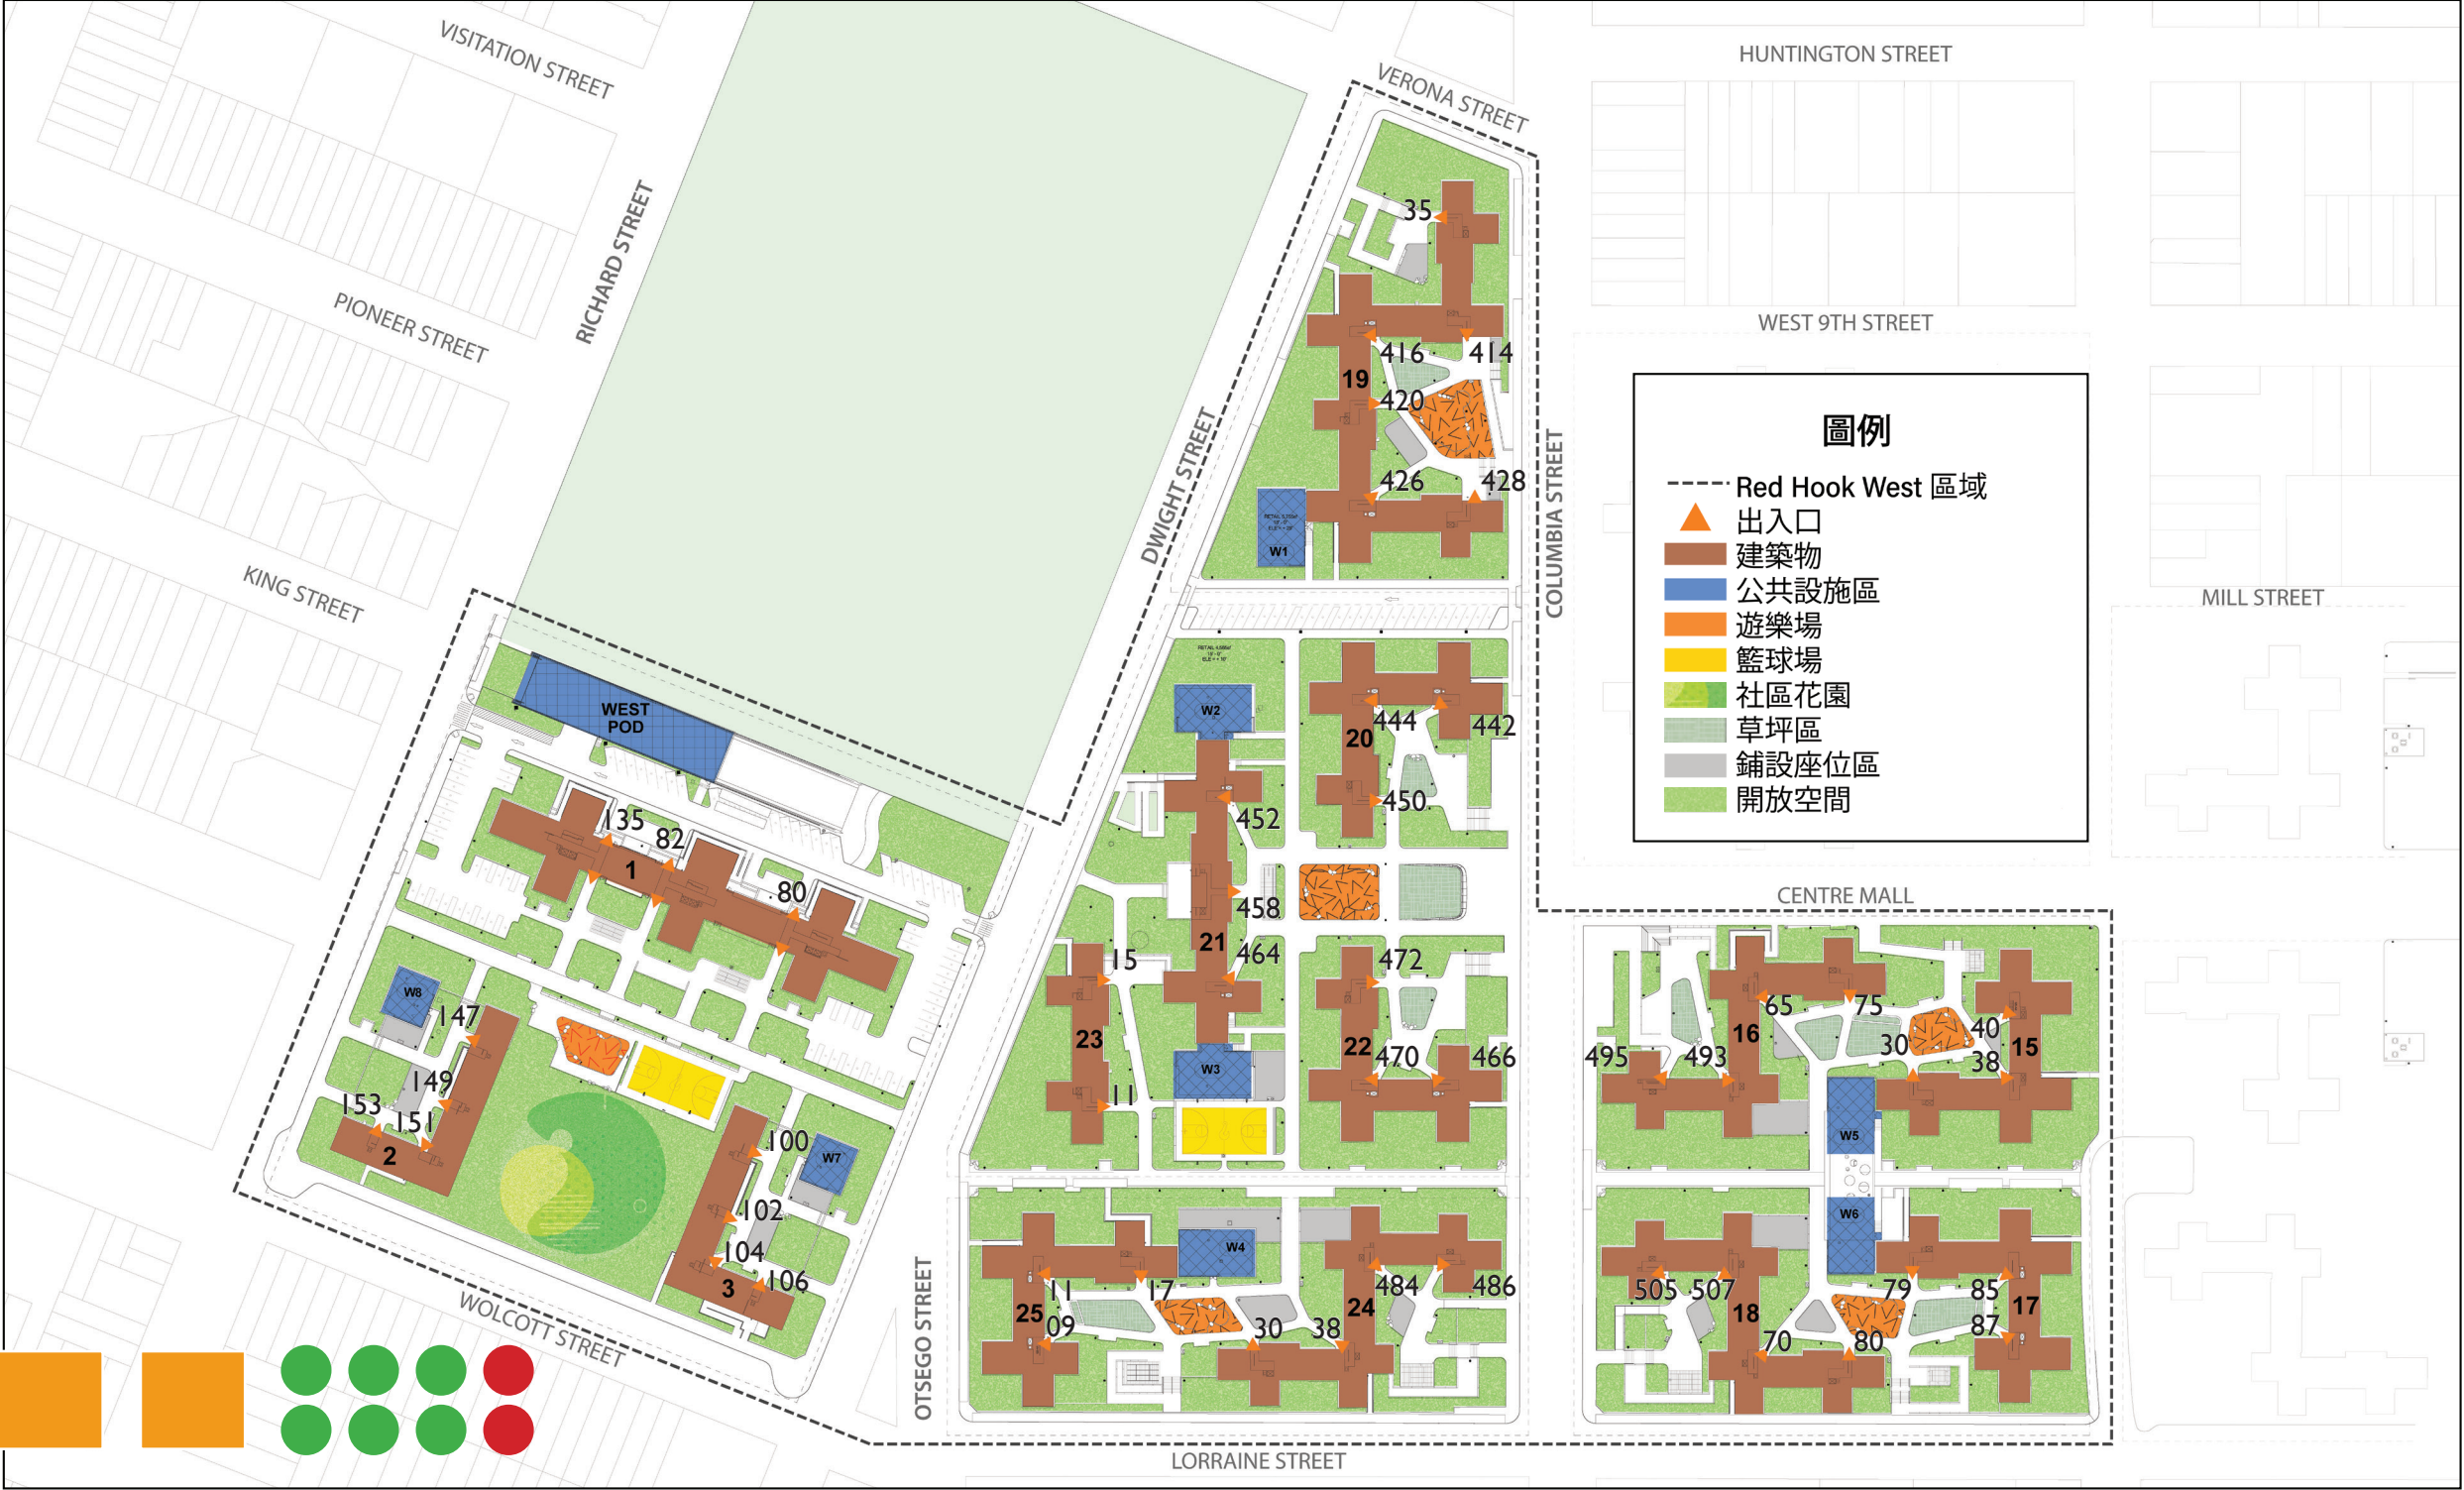 VISITATION STREET
HUNTINGTON STREET
VERONA STREET
RICHARD STREET
PIONEER STREET
35
WEST 9TH STREET
416
414
19
420
圖例
Red Hook West 區域
出入口
建築物
公共設施區
遊樂場
籃球場
社區花園
草坪區
鋪設座位區
開放空間
DWIGHT STREET
COLUMBIA STREET
426
428
W1
KING STREET
MILL STREET
WEST POD
W2
444
442
20
450
452
135
82
1
80
458
21
464
CENTRE MALL
15
472
W8
147
23
22
470
466
W3
11
149
153
151
2
100
W7
102
104
106
3
65
75
16
495
493
30
40
38
15
W5
W6
W4
11
17
25
09
30
38
484
486
24
505
507
18
70
79
80
85
87
17
WOLCOTT STREET
OTSEGO STREET
LORRAINE STREET